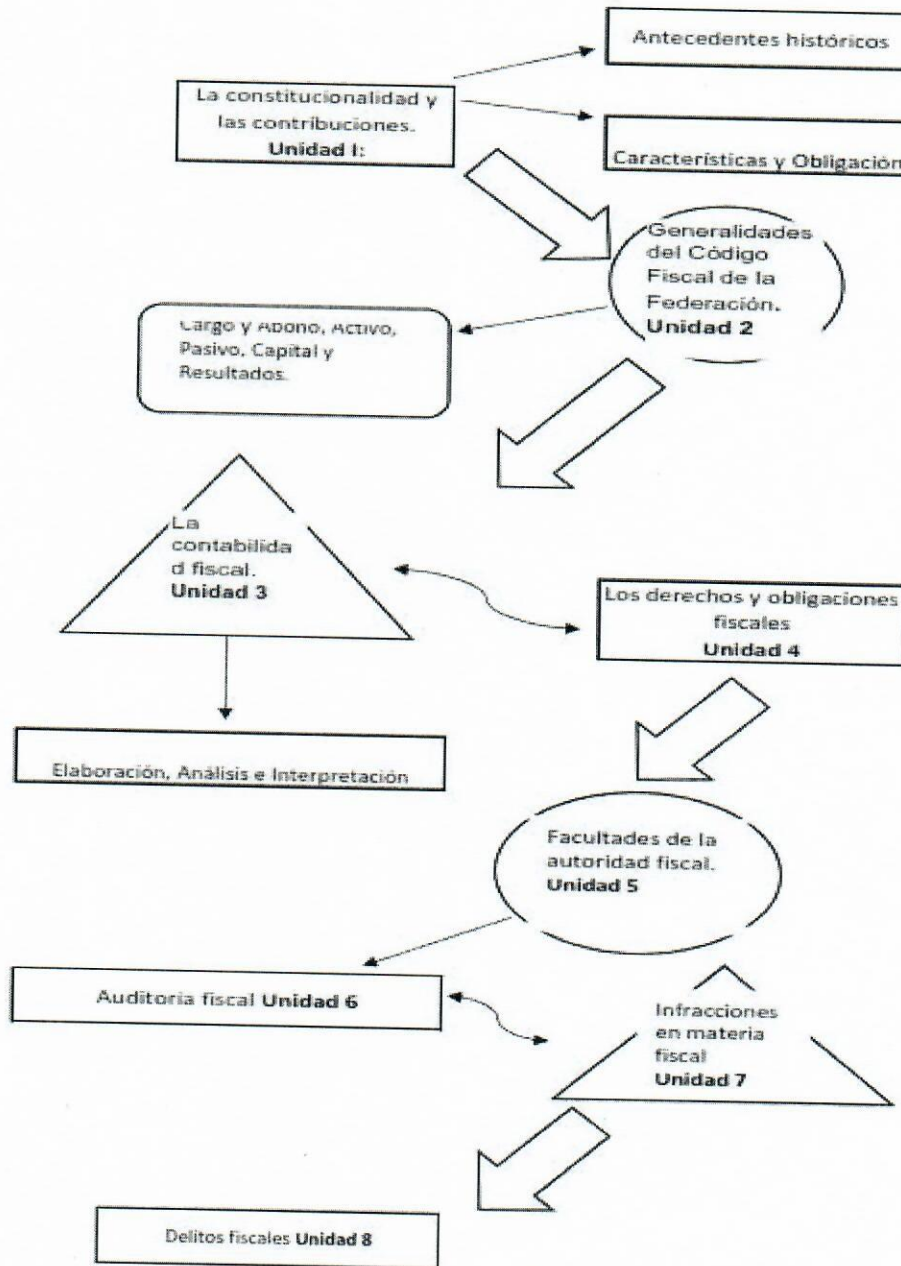 Antecedentes históricos
La constitucionalidad y
las contribuciones.
Unidad I:
Características y Obligación
Generalidades
del Código
Fiscal de la
Federación.
Unidad 2
Cargo y Abono, Activo,
Pasivo, Capital y
Resultados.
La
contabilida
d fiscal.
Unidad 3
Los derechos y obligaciones
fiscales
Unidad 4
Elaboración, Análisis e Interpretación
Facultades de la
autoridad fiscal.
Unidad 5
Auditoria fiscal Unidad 6
Infracciones
en materia
fiscal
Unidad 7
Delitos fiscales Unidad 8